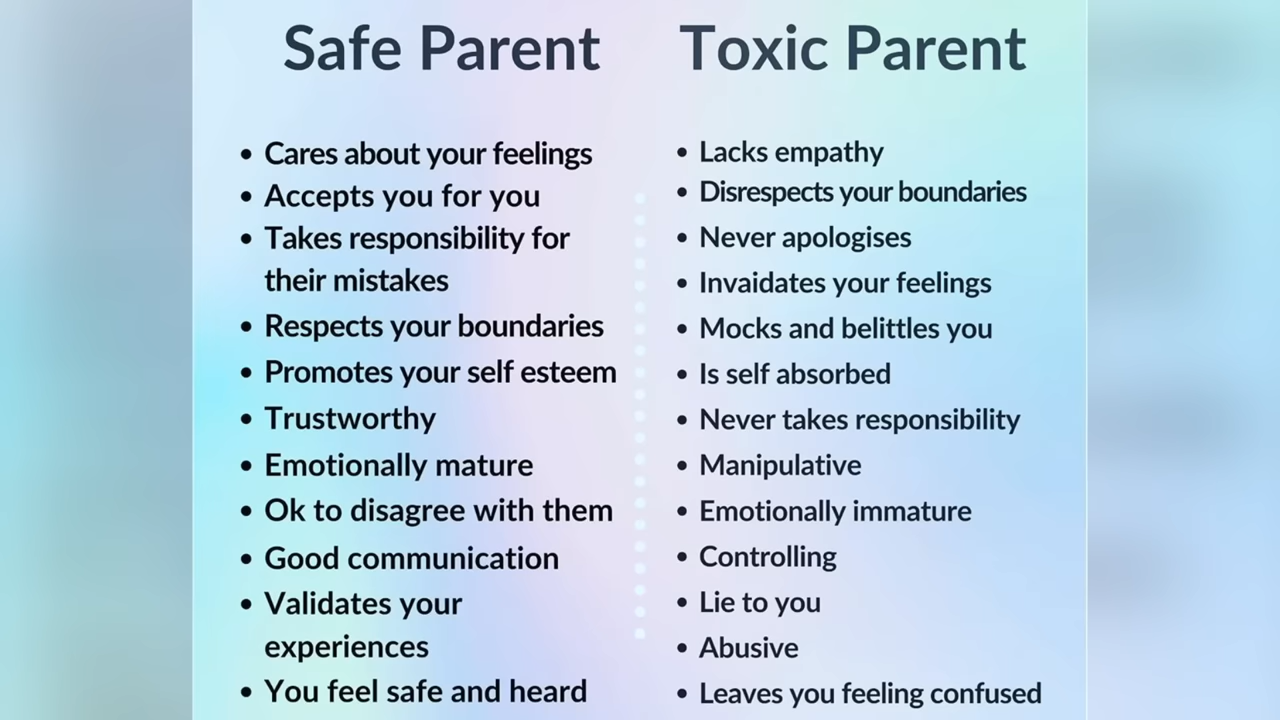 Safe Parent
• Cares about your feelings
• Accepts you for you
• Takes responsibility for
their mistakes
• Respects your boundaries
• Promotes your self esteem
• Trustworthy
• Emotionally mature
• Ok to disagree with them
• Good communication
• Validates your
experiences
• You feel safe and heard
Toxic Parent
• Lacks empathy
• Disrespects your boundaries
• Never apologises
• Invaidates your feelings
• Mocks and belittles you
• Is self absorbed
• Never takes responsibility
• Manipulative
• Emotionally immature
• Controlling
• Lie to you
• Abusive
• Leaves you feeling confused